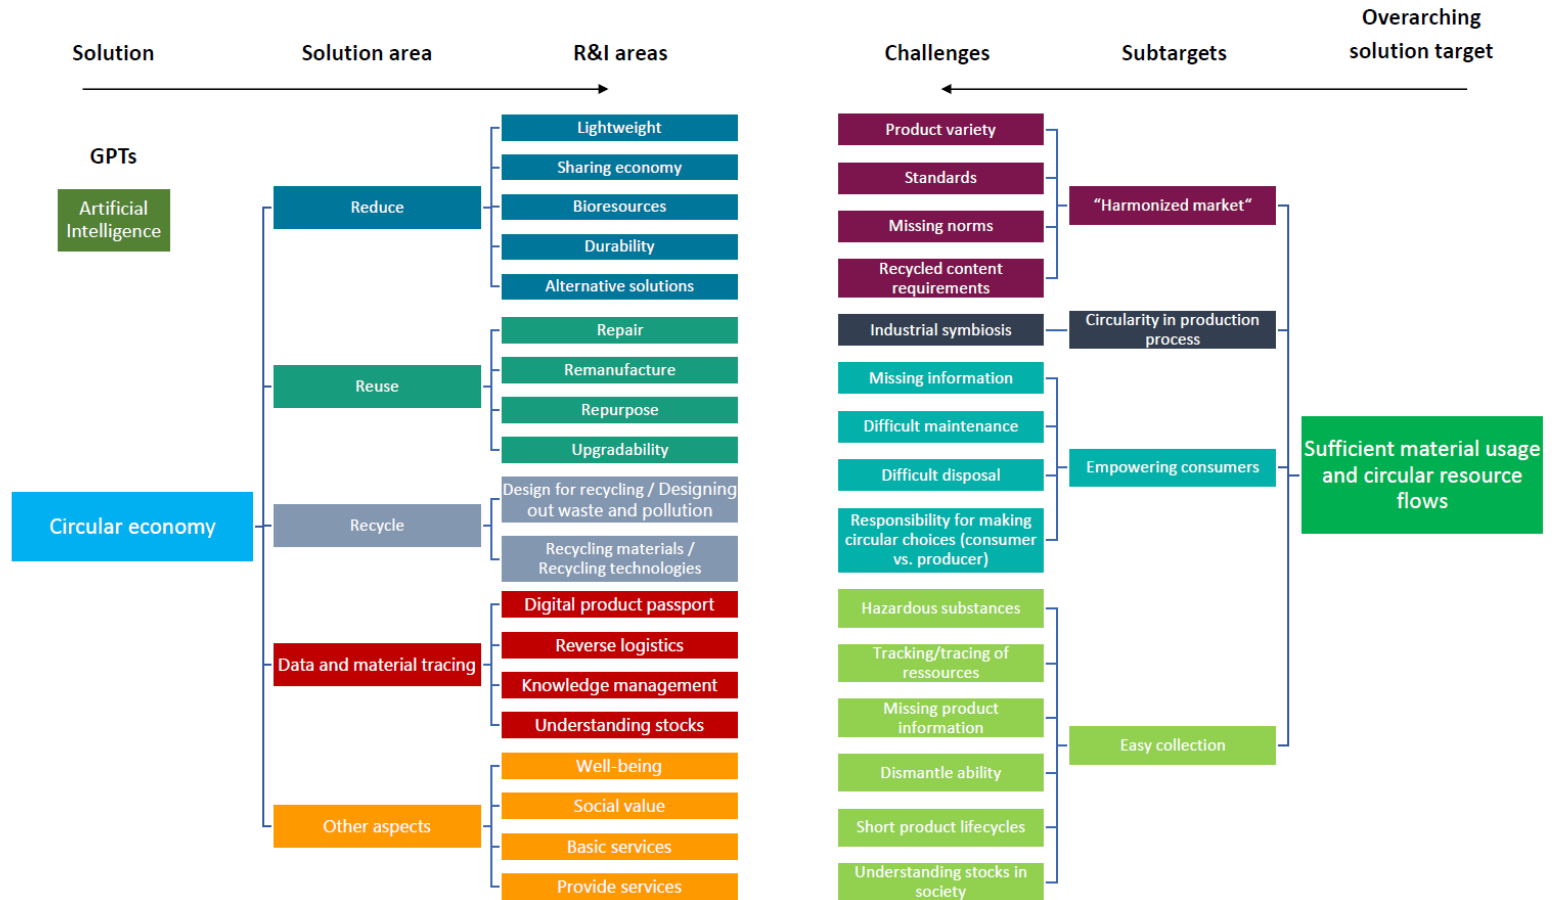 Solution
Solution area
R&I areas
Challenges
Subtargets
Overarching
solution target
GPTs
Artificial
Intelligence
Circular economy
Reduce
Lightweight
Sharing economy
Bioresources
Durability
Alternative solutions
Reuse
Repair
Remanufacture
Repurpose
Upgradability
Recycle
Design for recycling / Designing
out waste and pollution
Recycling materials /
Recycling technologies
Data and material tracing
Digital product passport
Reverse logistics
Knowledge management
Understanding stocks
Other aspects
Well-being
Social value
Basic services
Provide services
Product variety
Standards
Missing norms
Recycled content
requirements
“Harmonized market“
Industrial symbiosis
Circularity in production
process
Missing information
Difficult maintenance
Difficult disposal
Responsibility for making
circular choices (consumer
vs. producer)
Empowering consumers
Hazardous substances
Tracking/tracing of
ressources
Missing product
information
Dismantle ability
Short product lifecycles
Understanding stocks in
society
Easy collection
Sufficient material usage
and circular resource
flows